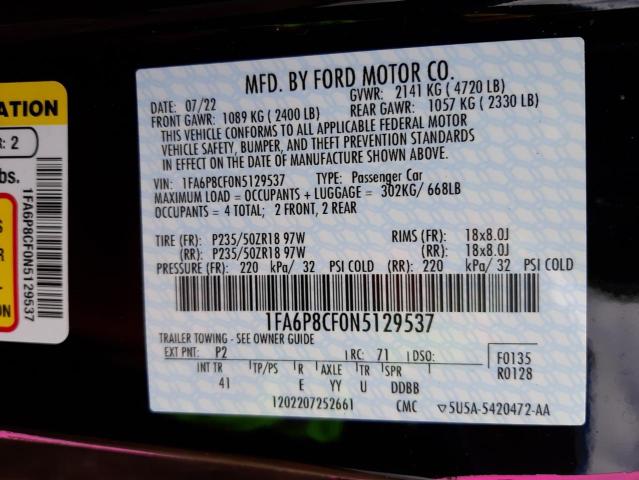 ATION
R: 2
bs.
1FA6P8CF0N5129537
ER
ON
MFD. BY FORD MOTOR CO.
DATE: 07/22 GVWR: 2141 KG ( 4720 LB)
FRONT GAWR: 1089 KG ( 2400 LB) REAR GAWR: 1057 KG ( 2330 LB)
THIS VEHICLE CONFORMS TO ALL APPLICABLE FEDERAL MOTOR
VEHICLE SAFETY, BUMPER, AND THEFT PREVENTION STANDARDS
IN EFFECT ON THE DATE OF MANUFACTURE SHOWN ABOVE.
VIN: 1FA6P8CF0N5129537 TYPE: Passenger Car
MAXIMUM LOAD = OCCUPANTS + LUGGAGE = 302KG/ 668LB
OCCUPANTS = 4 TOTAL; 2 FRONT, 2 REAR
TIRE (FR): P235/50ZR18 97W RIMS (FR): 18x8.0J
(RR): P235/50ZR18 97W (RR): 18x8.0J
PRESSURE (FR): 220 kPa/ 32 PSI COLD (RR): 220 kPa/ 32 PSI COLD
1FA6P8CF0N5129537
TRAILER TOWING - SEE OWNER GUIDE
EXT PNT: P2 RC: 71 DSO: F0135
INT TR TP/PS R AXLE TR SPR R0128
41 E YY U DDBB
1202207252661 CMC 5U5A-5420472-AA